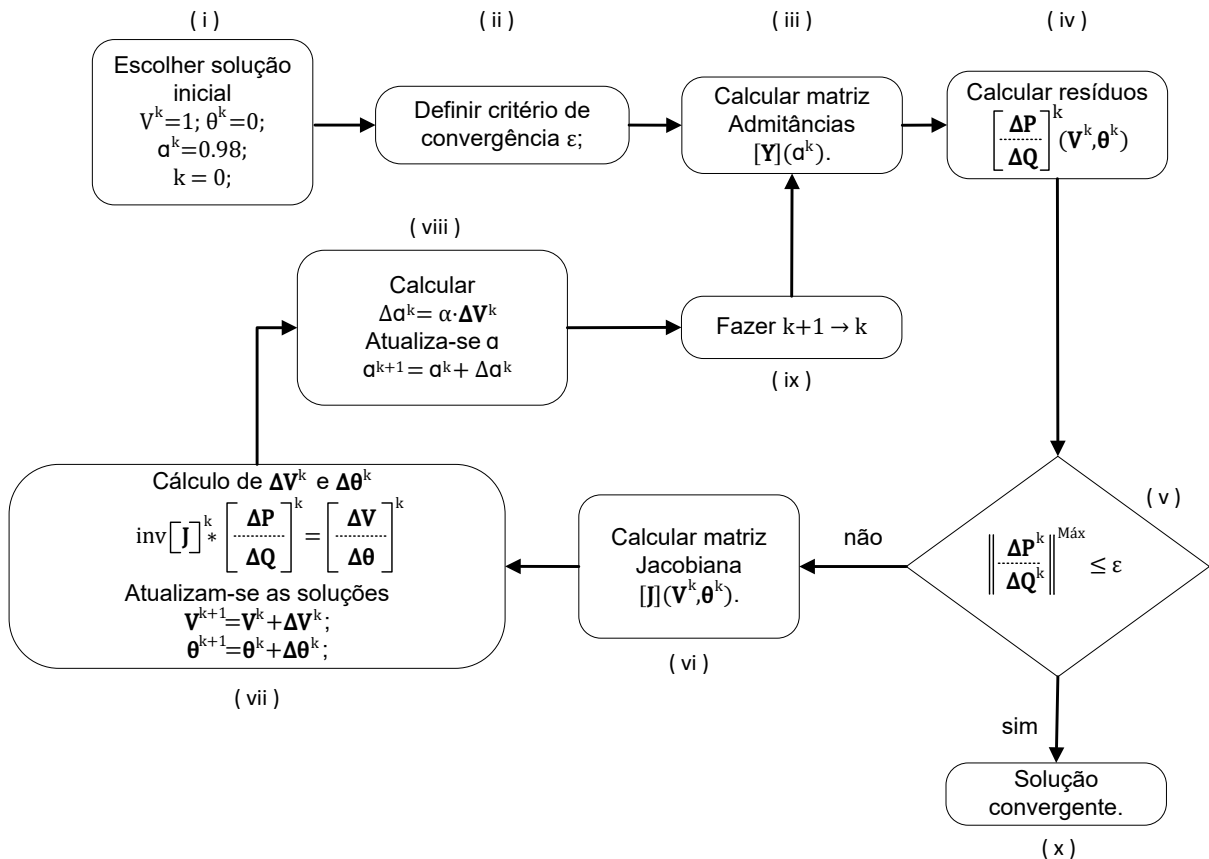 ( i )
Escolher solução
inicial
V^k=1; θ^k=0;
ɑ^k=0.98;
k = 0;
( ii )
Definir critério de
convergência ε;
( iii )
Calcular matriz
Admitâncias
[Y](ɑ^k).
( iv )
Calcular resíduos
[ΔP / ΔQ]^k (V^k,θ^k)
( v )
‖ΔP^k / ΔQ^k‖^Máx ≤ ε
não
sim
( vi )
Calcular matriz
Jacobiana
[J](V^k,θ^k).
( vii )
Cálculo de ΔV^k e Δθ^k
inv[J]^k * [ΔP / ΔQ]^k = [ΔV / Δθ]^k
Atualizam-se as soluções
V^k+1=V^k+ΔV^k;
θ^k+1=θ^k+Δθ^k;
( viii )
Calcular
Δɑ^k= α·ΔV^k
Atualiza-se ɑ
ɑ^k+1= ɑ^k+ Δɑ^k
( ix )
Fazer k+1 → k
( x )
Solução
convergente.